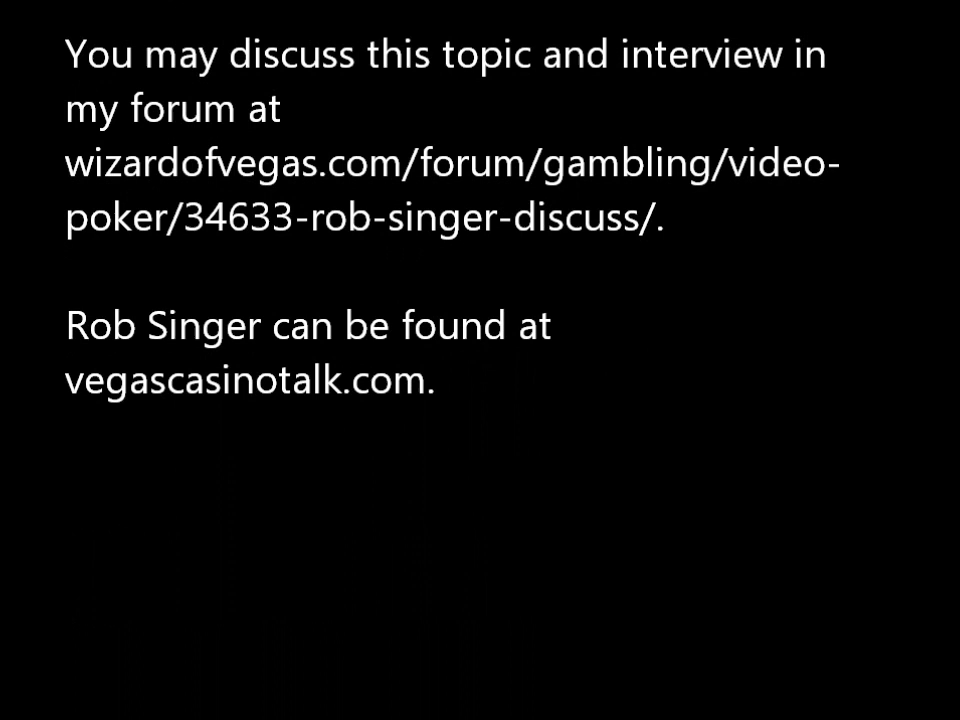 You may discuss this topic and interview in
my forum at
wizardofvegas.com/forum/gambling/video-
poker/34633-rob-singer-discuss/.
Rob Singer can be found at
vegascasinotalk.com.